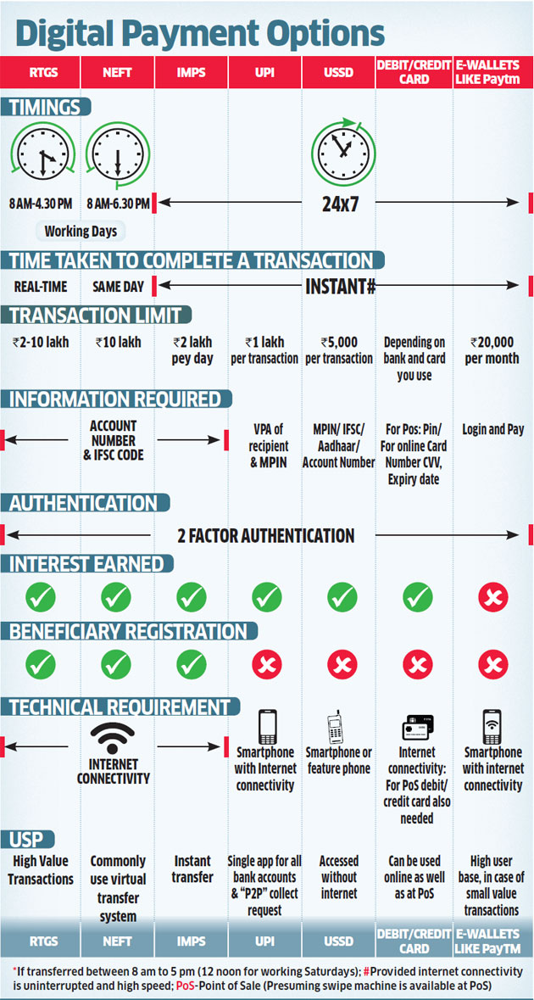 Digital Payment Options
RTGS NEFT IMPS UPI USSD DEBIT/CREDIT CARD E-WALLETS LIKE Paytm
TIMINGS
8 AM-4.30 PM 8 AM-6.30 PM 24x7
Working Days
TIME TAKEN TO COMPLETE A TRANSACTION
REAL-TIME SAME DAY INSTANT#
TRANSACTION LIMIT
₹2-10 lakh ₹10 lakh ₹2 lakh ₹1 lakh ₹5,000 Depending on ₹20,000
pey day per transaction per transaction bank and card per month
you use
INFORMATION REQUIRED
ACCOUNT VPA of MPIN/ IFSC/ For Pos: Pin/ Login and Pay
NUMBER recipient Aadhaar/ For online Card
& IFSC CODE & MPIN Account Number Number CVV,
Expiry date
AUTHENTICATION
2 FACTOR AUTHENTICATION
INTEREST EARNED
BENEFICIARY REGISTRATION
TECHNICAL REQUIREMENT
INTERNET Smartphone Smartphone or Internet Smartphone
CONNECTIVITY with Internet feature phone connectivity: with internet
connectivity For PoS debit/ connectivity
credit card also
needed
USP
High Value Commonly Instant Single app for all Accessed Can be used High user
Transactions use virtual transfer bank accounts without online as well base, in case of
transfer & “P2P” collect internet as at PoS small value
system request transactions
RTGS NEFT IMPS UPI USSD DEBIT/CREDIT CARD E-WALLETS LIKE PayTM
*If transferred between 8 am to 5 pm (12 noon for working Saturdays); #Provided internet connectivity
is uninterrupted and high speed; PoS-Point of Sale (Presuming swipe machine is available at PoS)